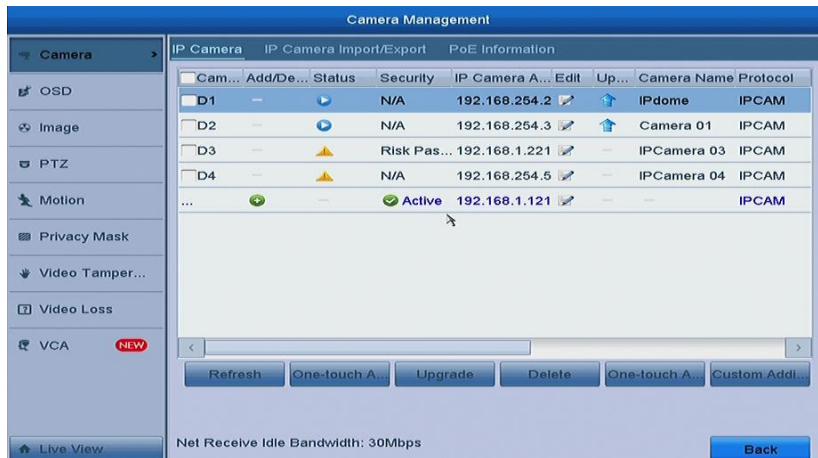 Camera Management
Camera
OSD
Image
PTZ
Motion
Privacy Mask
Video Tamper...
Video Loss
VCA NEW
Live View
IP Camera IP Camera Import/Export PoE Information
Cam... Add/De... Status Security IP Camera A... Edit Up... Camera Name Protocol
D1 — N/A 192.168.254.2 IPdome IPCAM
D2 — N/A 192.168.254.3 Camera 01 IPCAM
D3 — Risk Pas... 192.168.1.221 — IPCamera 03 IPCAM
D4 — N/A 192.168.254.5 — IPCamera 04 IPCAM
... — Active 192.168.1.121 — — IPCAM
Refresh One-touch A... Upgrade Delete One-touch A... Custom Addi...
Net Receive Idle Bandwidth: 30Mbps
Back